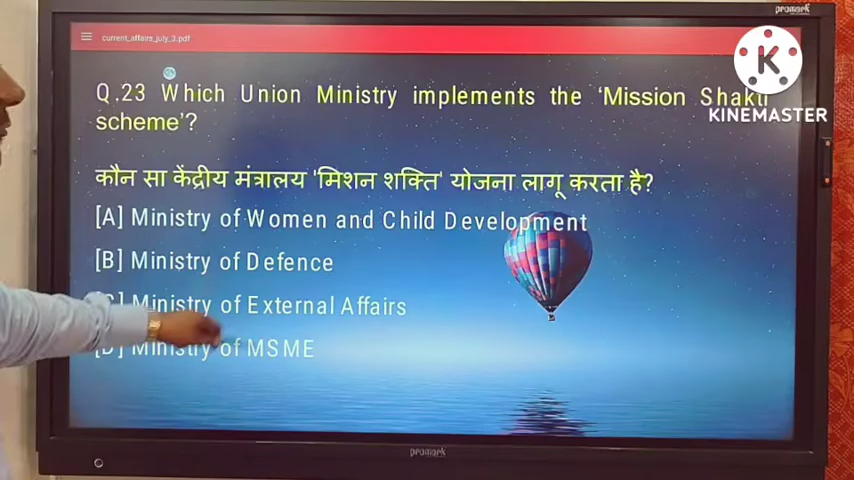 promark
current_affairs_july_3.pdf
K
KINEMASTER
Q.23 Which Union Ministry implements the 'Mission Shakti
scheme'?
कौन सा केंद्रीय मंत्रालय 'मिशन शक्ति' योजना लागू करता है?
[A] Ministry of Women and Child Development
[B] Ministry of Defence
[C] Ministry of External Affairs
[D] Ministry of MSME
promark